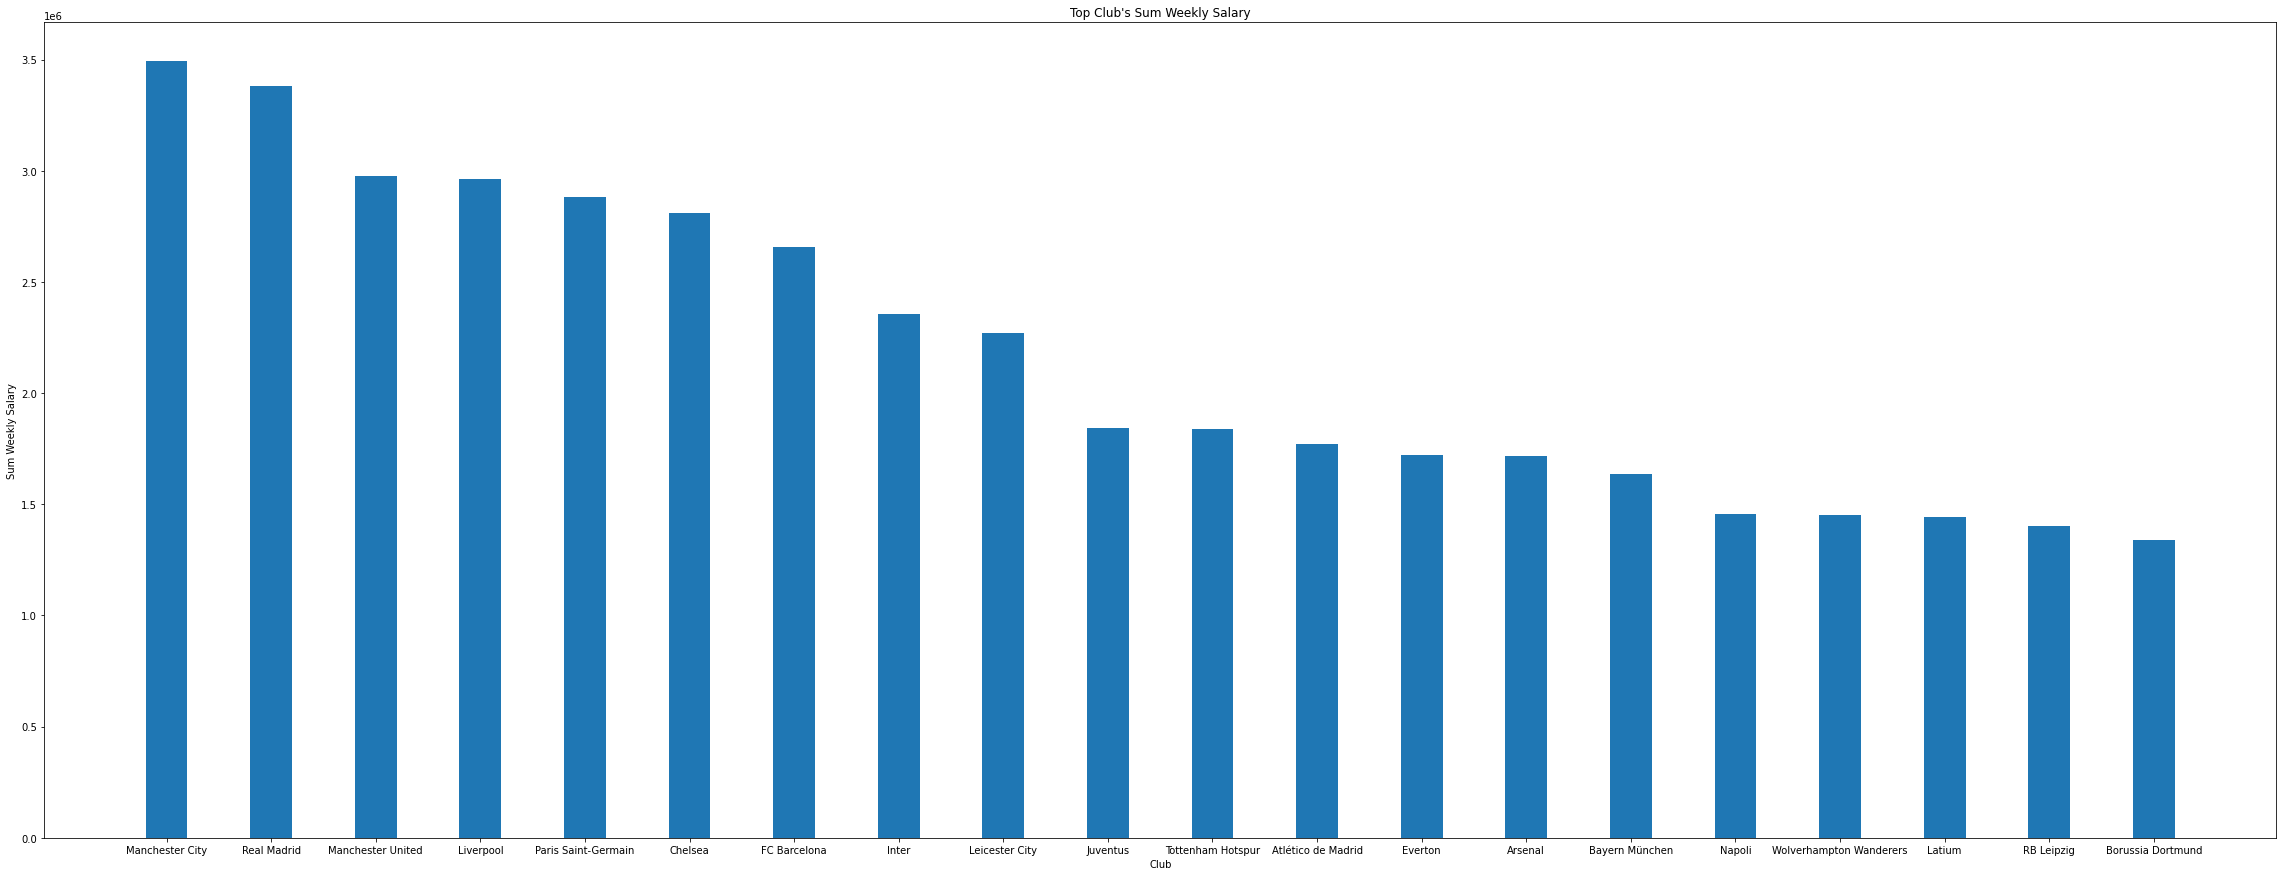 Top Club's Sum Weekly Salary
1e6
3.5
3.0
2.5
2.0
1.5
1.0
0.5
0.0
Sum Weekly Salary
Manchester City Real Madrid Manchester United Liverpool Paris Saint-Germain Chelsea FC Barcelona Inter Leicester City Juventus Tottenham Hotspur Atlético de Madrid Everton Arsenal Bayern München Napoli Wolverhampton Wanderers Latium RB Leipzig Borussia Dortmund
Club